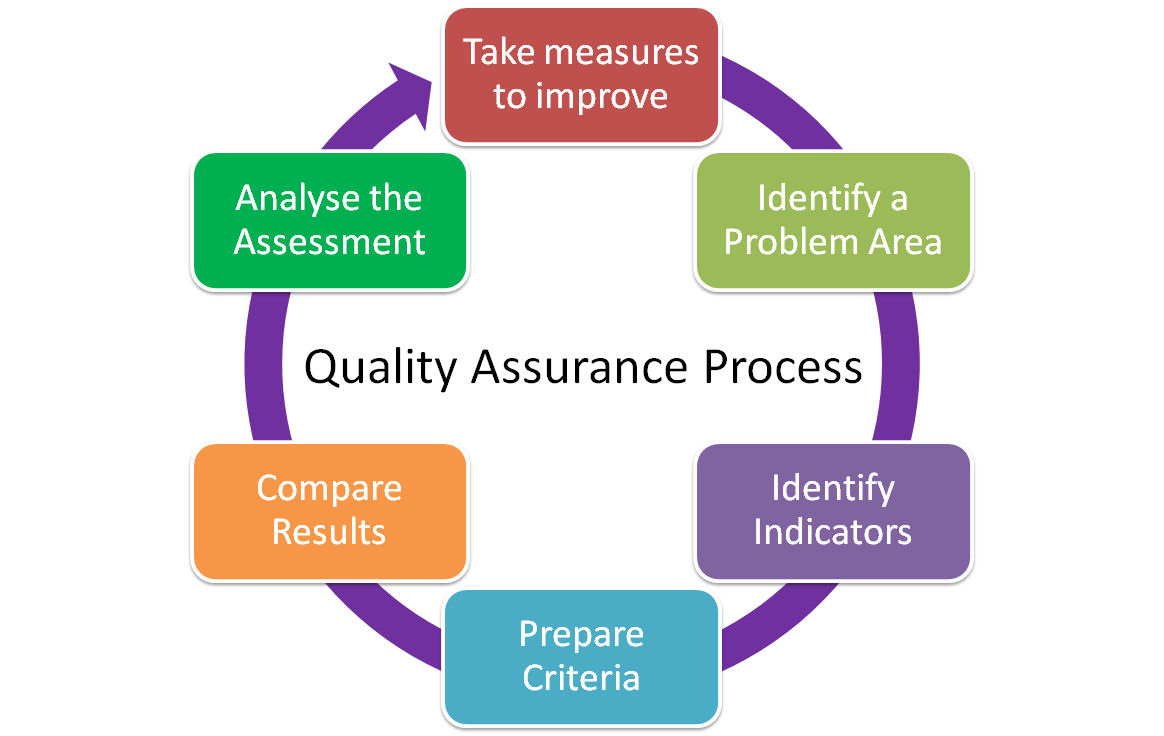 Take measures
to improve
Identify a
Problem Area
Identify
Indicators
Prepare
Criteria
Compare
Results
Analyse the
Assessment
Quality Assurance Process